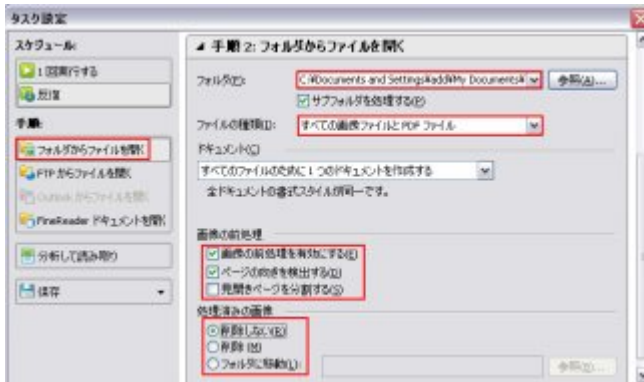 タスク設定
スケジュール:
1 回実行する
反復
手順:
フォルダからファイルを開く
FTP からファイルを開く
Outlook からファイルを開く
FineReader ドキュメントを開く
分析して読み取り
保存
手順 2: フォルダからファイルを開く
フォルダ(F):
C:¥Documents and Settings¥addi¥My Documents¥
参照(A)...
サブフォルダを処理する(P)
ファイルの種類(I):
すべての画像ファイルとPDF ファイル
ドキュメント(C)
すべてのファイルのために 1 つのドキュメントを作成する
全ドキュメントの書式スタイルが同一です。
画像の前処理
画像の前処理を有効にする(E)
ページの向きを検出する(D)
見開きページを分割する(S)
処理済みの画像
削除しない(R)
削除 (M)
フォルダに移動(L):
参照(W)...